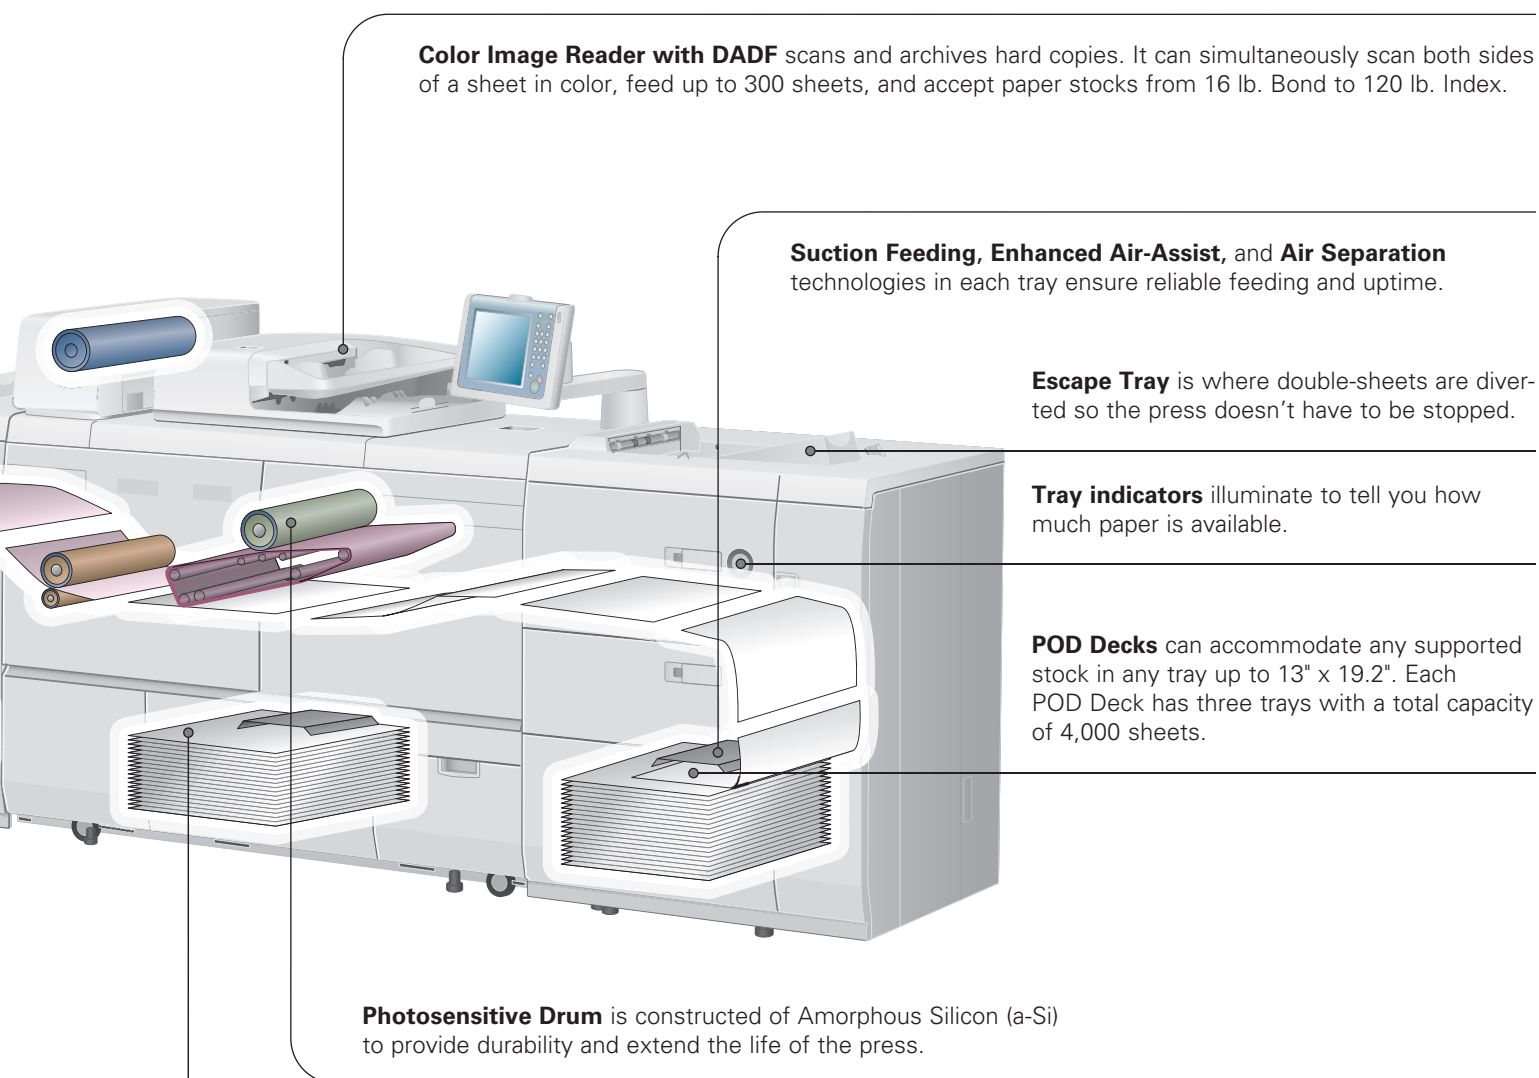 Color Image Reader with DADF scans and archives hard copies. It can simultaneously scan both sides
of a sheet in color, feed up to 300 sheets, and accept paper stocks from 16 lb. Bond to 120 lb. Index.
Suction Feeding, Enhanced Air-Assist, and Air Separation
technologies in each tray ensure reliable feeding and uptime.
Escape Tray is where double-sheets are diver-
ted so the press doesn't have to be stopped.
Tray indicators illuminate to tell you how
much paper is available.
POD Decks can accommodate any supported
stock in any tray up to 13" x 19.2". Each
POD Deck has three trays with a total capacity
of 4,000 sheets.
Photosensitive Drum is constructed of Amorphous Silicon (a-Si)
to provide durability and extend the life of the press.